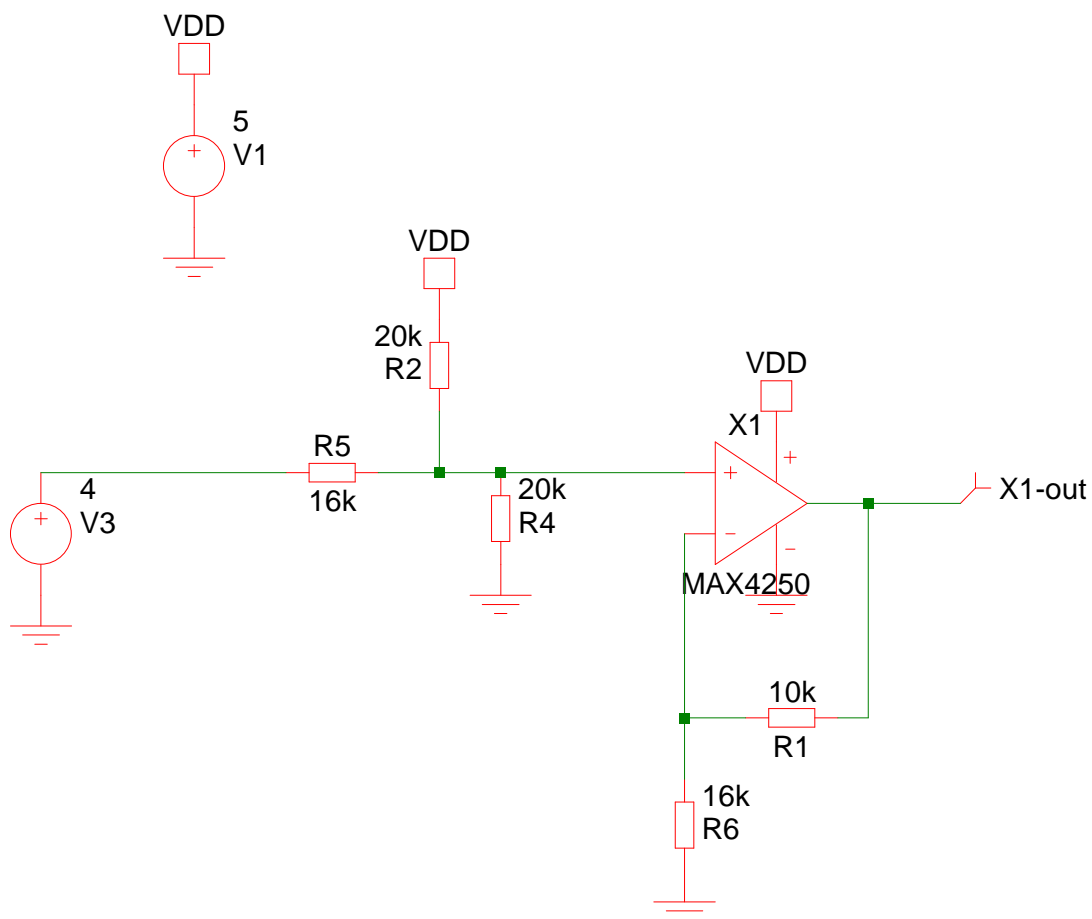 VDD
5
V1
VDD
20k
R2
VDD
X1
+
R5
16k
4
V3
20k
R4
+
+
+
-
-
X1-out
MAX4250
10k
R1
16k
R6